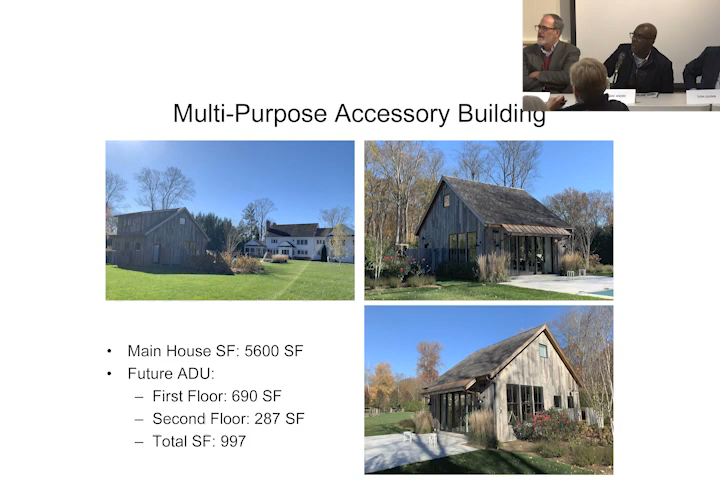 Multi-Purpose Accessory Building
• Main House SF: 5600 SF
• Future ADU:
– First Floor: 690 SF
– Second Floor: 287 SF
– Total SF: 997